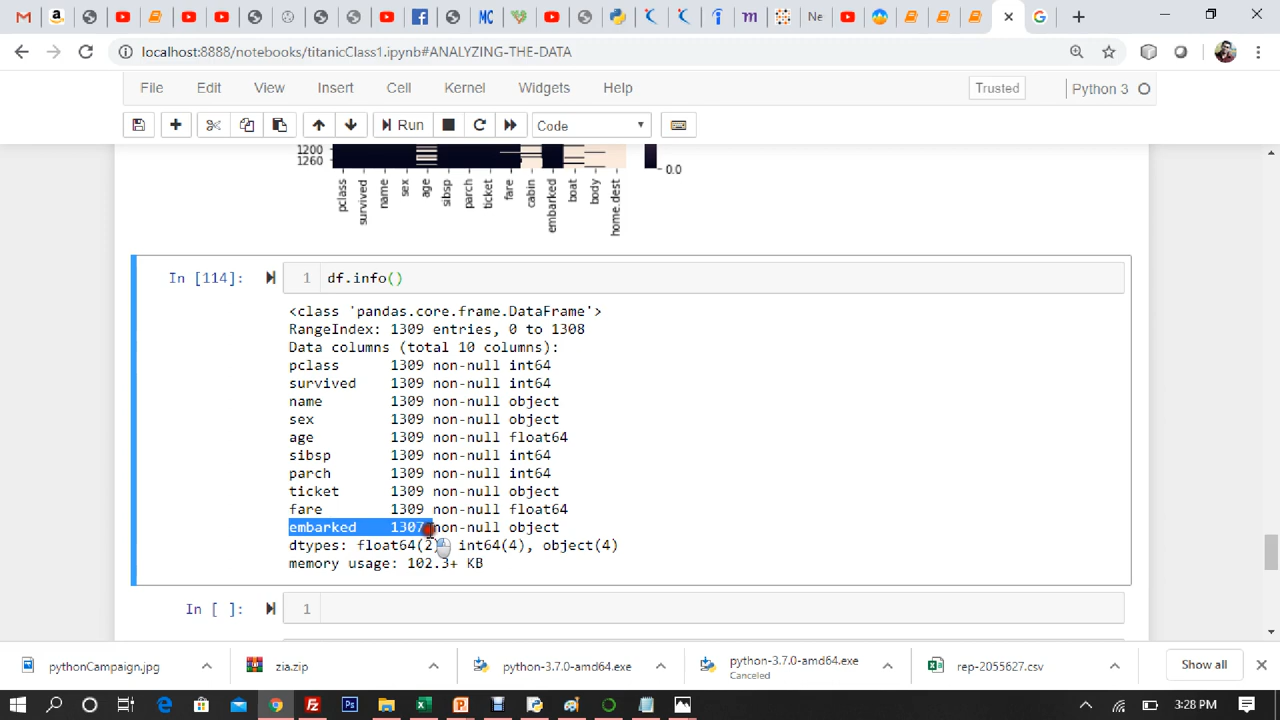 MC
Ne
localhost:8888/notebooks/titanicClass1.ipynb#ANALYZING-THE-DATA
File Edit View Insert Cell Kernel Widgets Help Trusted Python 3
Run Code
1200
1260
0.0
pclass survived name sex age sibsp parch ticket fare cabin embarked boat body home.dest
In [114]: 1 df.info()
<class 'pandas.core.frame.DataFrame'>
RangeIndex: 1309 entries, 0 to 1308
Data columns (total 10 columns):
pclass 1309 non-null int64
survived 1309 non-null int64
name 1309 non-null object
sex 1309 non-null object
age 1309 non-null float64
sibsp 1309 non-null int64
parch 1309 non-null int64
ticket 1309 non-null object
fare 1309 non-null float64
embarked 1307 non-null object
dtypes: float64(2), int64(4), object(4)
memory usage: 102.3+ KB
In [ ]: 1
pythonCampaign.jpg zia.zip python-3.7.0-amd64.exe python-3.7.0-amd64.exe rep-2055627.csv Show all
Canceled
3:28 PM